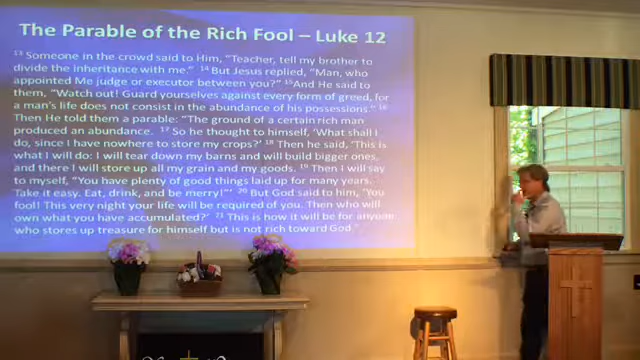 The Parable of the Rich Fool – Luke 12
13 Someone in the crowd said to Him, “Teacher, tell my brother to
divide the inheritance with me.” 14 But Jesus replied, “Man, who
appointed Me judge or executor between you?” 15 And He said to
them, “Watch out! Guard yourselves against every form of greed, for
a man’s life does not consist in the abundance of his possessions.” 16
Then He told them a parable: “The ground of a certain rich man
produced an abundance. 17 So he thought to himself, ‘What shall I
do, since I have nowhere to store my crops?’ 18 Then he said, ‘This is
what I will do: I will tear down my barns and will build bigger ones,
and there I will store up all my grain and my goods. 19 Then I will say
to myself, “You have plenty of good things laid up for many years.
Take it easy. Eat, drink, and be merry!”’ 20 But God said to him, ‘You
fool! This very night your life will be required of you. Then who will
own what you have accumulated?’ 21 This is how it will be for anyone
who stores up treasure for himself but is not rich toward God.”